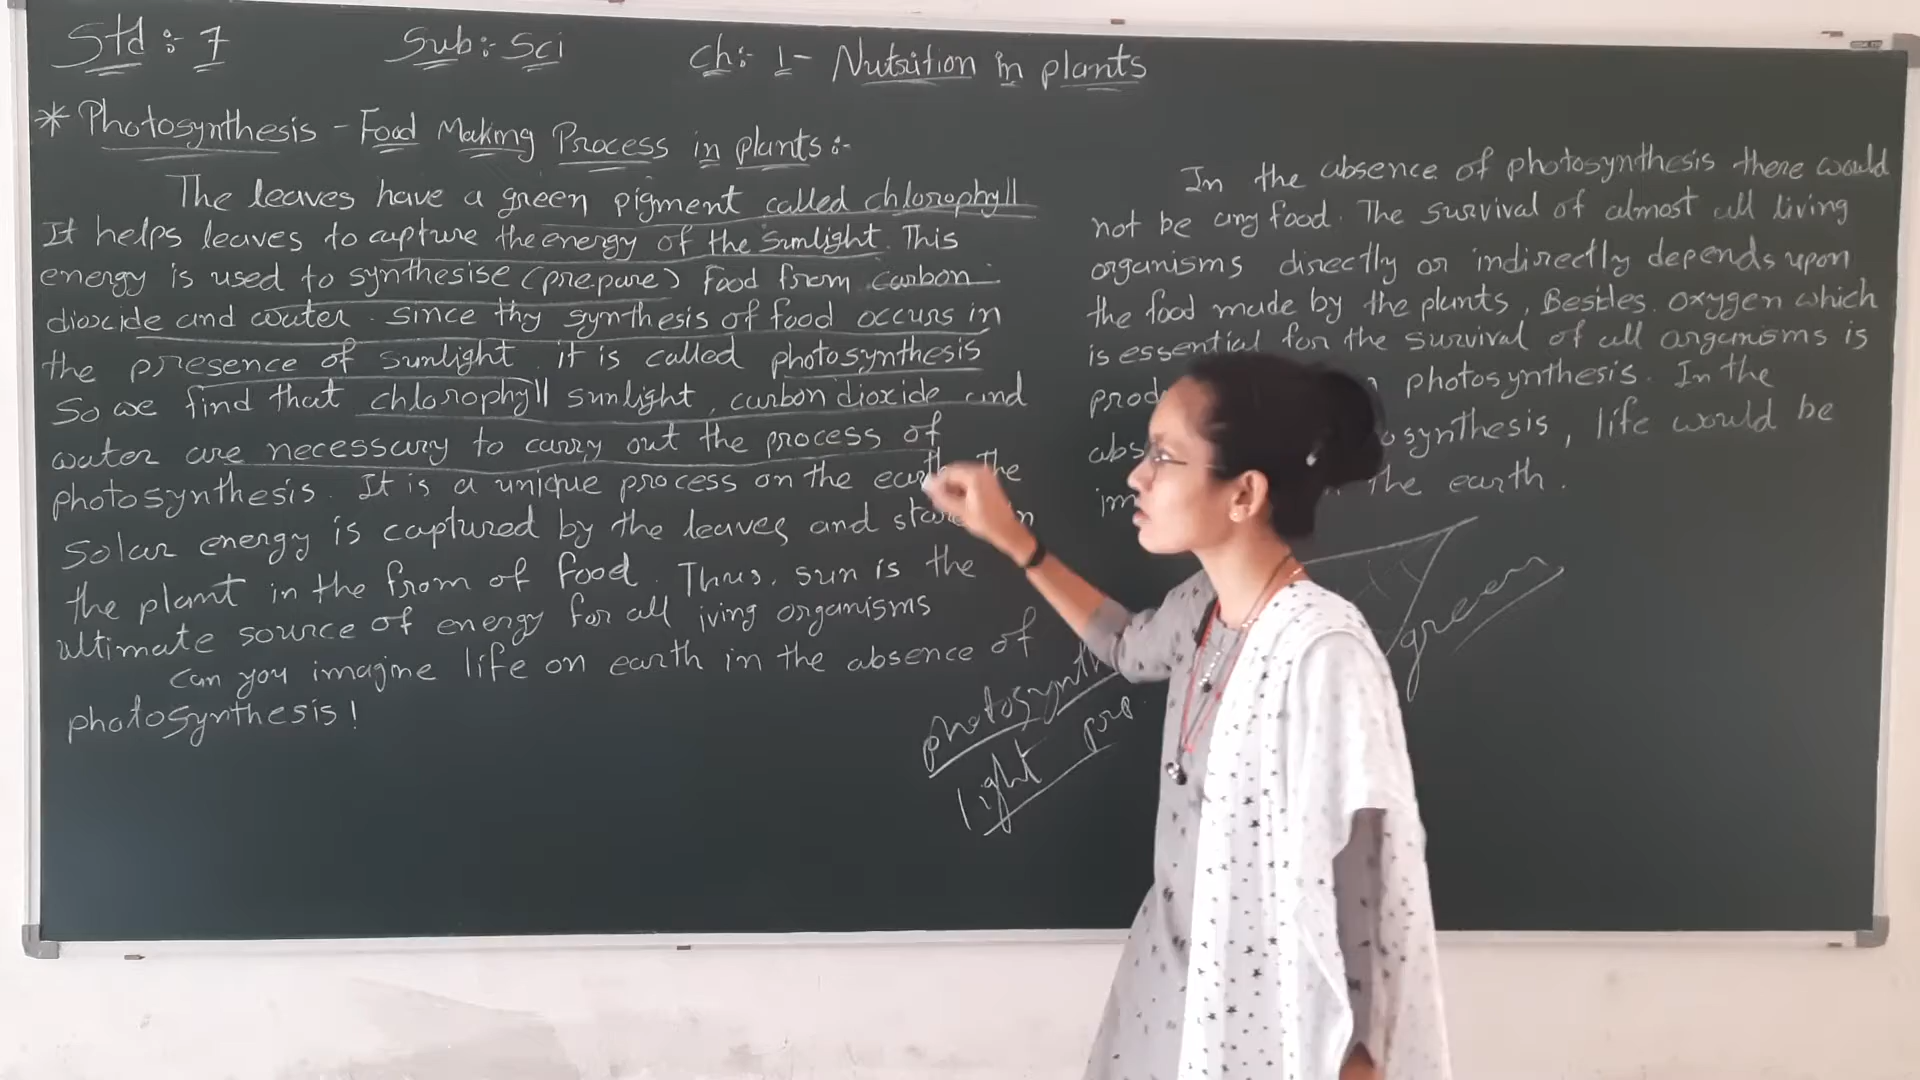 Std :- 7 Sub :- Sci Ch :- 1 - Nutrition in plants
* Photosynthesis - Food Making Process in plants :-
The leaves have a green pigment called chlorophyll
It helps leaves to capture the energy of the sunlight. This
energy is used to synthesise (prepare) food from carbon
dioxide and water. since thy synthesis of food occurs in
the presence of sunlight. it is called photosynthesis
So we find that chlorophyll sunlight, carbon dioxide and
water are necessary to carry out the process of
photosynthesis. It is a unique process on the earth The
Solar energy is captured by the leaves and in
the plant in the from of food. Thus, sun is the
ultimate source of energy for all iving organisms
Can you imagine life on earth in the absence of
photosynthesis!
In the absence of photosynthesis there would
not be any food. The survival of almost all living
organisms directly or indirectly depends upon
the food made by the plants, Besides. oxygen which
is essential for the survival of all organisms is
photosynthesis. In the
life would be
the earth.
green
light pro.